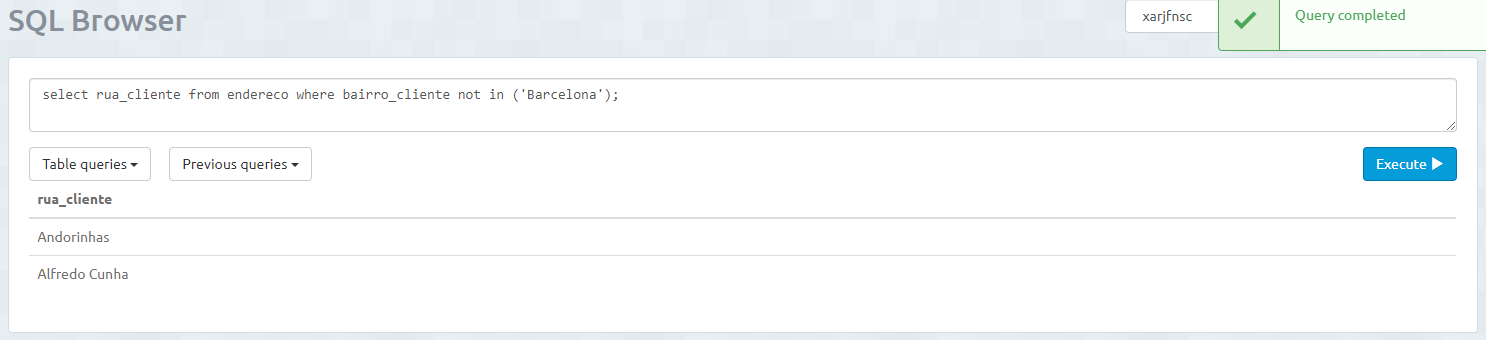 SQL Browser
xarjfnsc
Query completed
select rua_cliente from endereco where bairro_cliente not in ('Barcelona');
Table queries
Previous queries
Execute
rua_cliente
Andorinhas
Alfredo Cunha